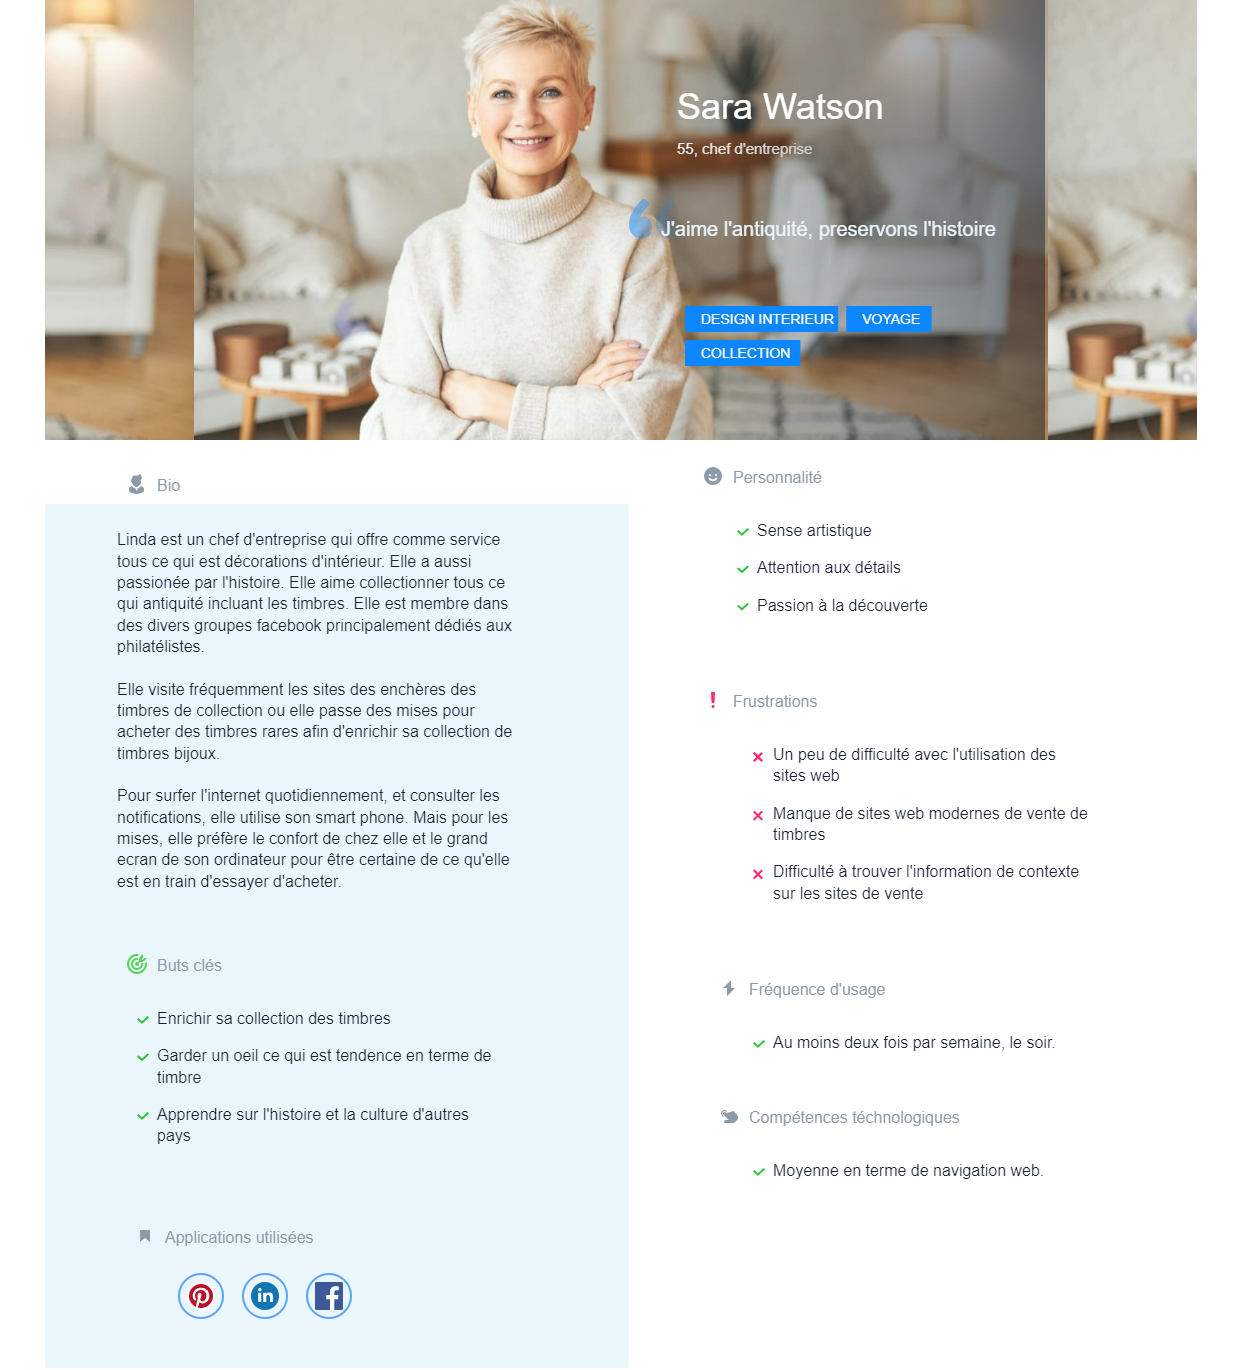 Sara Watson
55, chef d'entreprise
J'aime l'antiquité, preservons l'histoire
DESIGN INTERIEUR
VOYAGE
COLLECTION
Bio
Linda est un chef d'entreprise qui offre comme service
tous ce qui est décorations d'intérieur. Elle a aussi
passionée par l'histoire. Elle aime collectionner tous ce
qui antiquité incluant les timbres. Elle est membre dans
des divers groupes facebook principalement dédiés aux
philatélistes.
Elle visite fréquemment les sites des enchères des
timbres de collection ou elle passe des mises pour
acheter des timbres rares afin d'enrichir sa collection de
timbres bijoux.
Pour surfer l'internet quotidiennement, et consulter les
notifications, elle utilise son smart phone. Mais pour les
mises, elle préfère le confort de chez elle et le grand
ecran de son ordinateur pour être certaine de ce qu'elle
est en train d'essayer d'acheter.
Buts clés
Enrichir sa collection des timbres
Garder un oeil ce qui est tendence en terme de
timbre
Apprendre sur l'histoire et la culture d'autres
pays
Applications utilisées
in
Personnalité
Sense artistique
Attention aux détails
Passion à la découverte
Frustrations
Un peu de difficulté avec l'utilisation des
sites web
Manque de sites web modernes de vente de
timbres
Difficulté à trouver l'information de contexte
sur les sites de vente
Fréquence d'usage
Au moins deux fois par semaine, le soir.
Compétences téchnologiques
Moyenne en terme de navigation web.